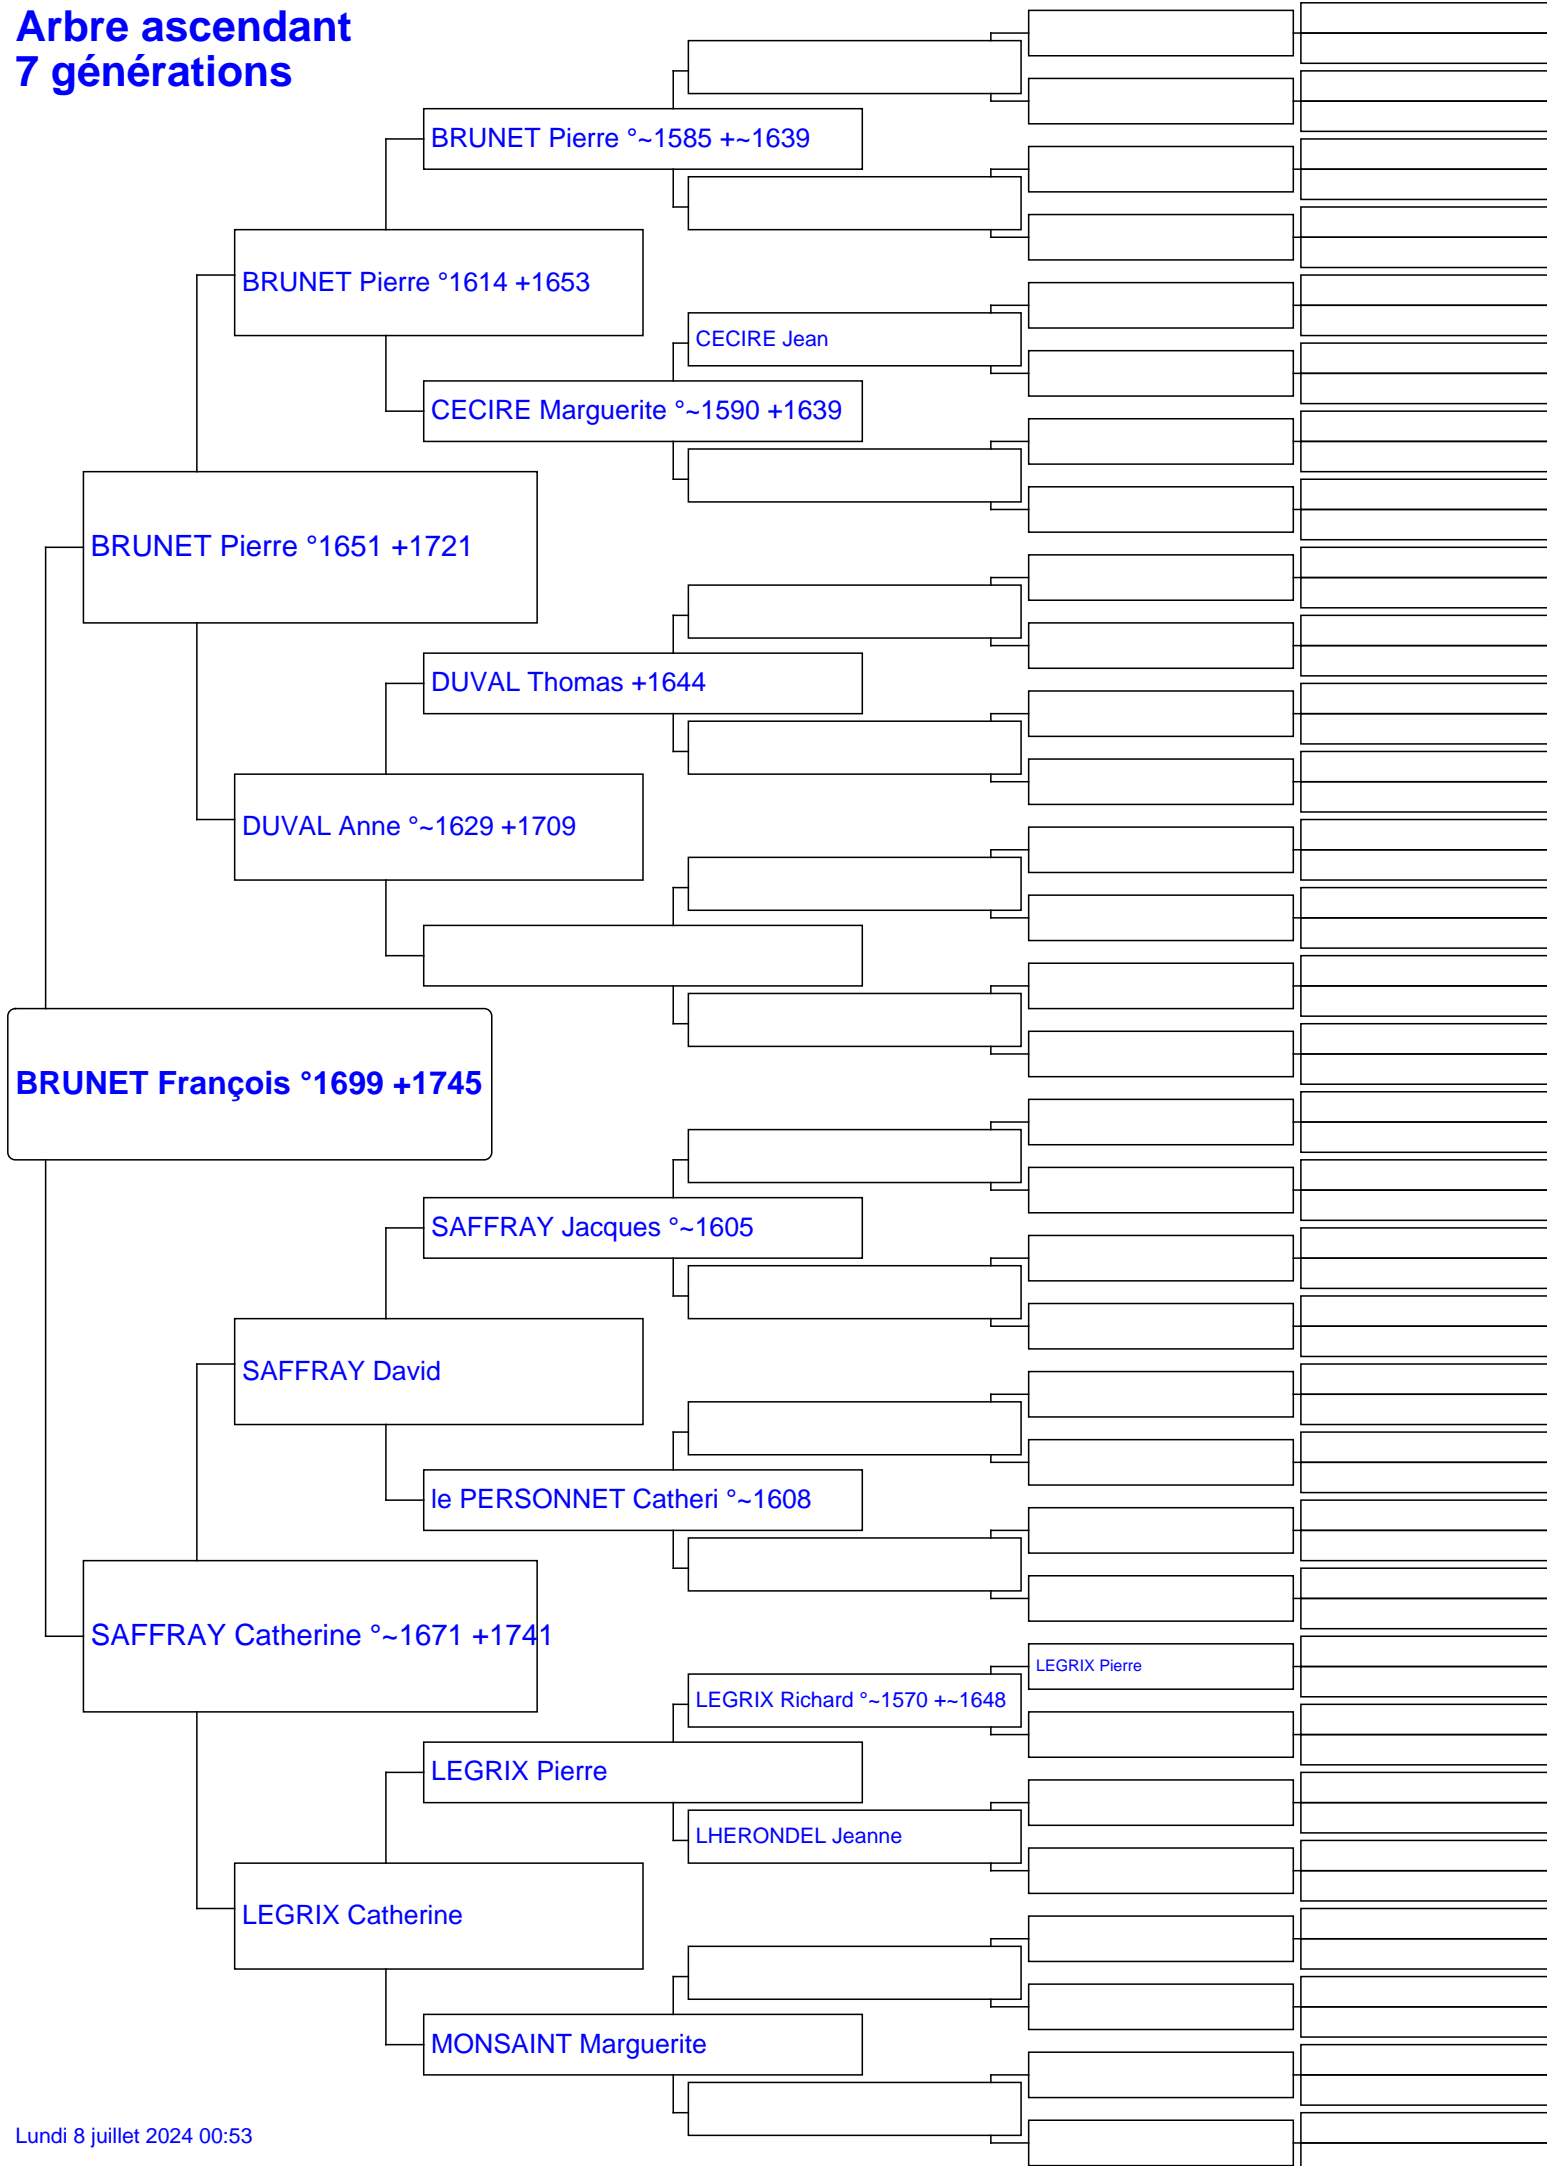 Arbre ascendant
7 générations
BRUNET Pierre °~1585 +~1639
BRUNET Pierre °1614 +1653
CECIRE Jean
CECIRE Marguerite °~1590 +1639
BRUNET Pierre °1651 +1721
DUVAL Thomas +1644
DUVAL Anne °~1629 +1709
BRUNET François °1699 +1745
SAFFRAY Jacques °~1605
SAFFRAY David
le PERSONNET Catheri °~1608
SAFFRAY Catherine °~1671 +1741
LEGRIX Pierre
LEGRIX Richard °~1570 +~1648
LEGRIX Pierre
LHERONDEL Jeanne
LEGRIX Catherine
MONSAINT Marguerite
Lundi 8 juillet 2024 00:53